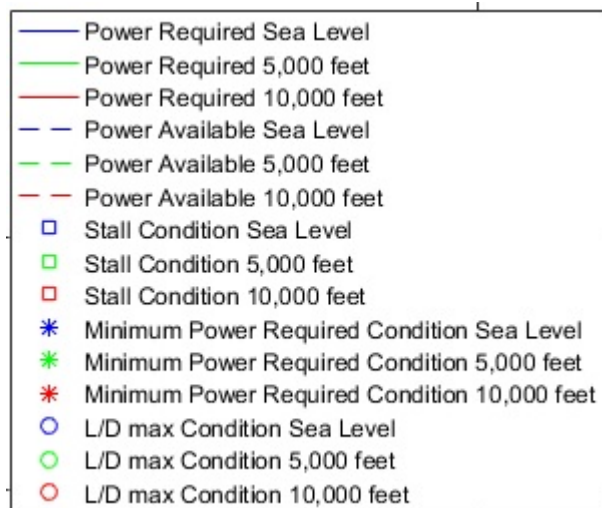 Power Required Sea Level
Power Required 5,000 feet
Power Required 10,000 feet
Power Available Sea Level
Power Available 5,000 feet
Power Available 10,000 feet
Stall Condition Sea Level
Stall Condition 5,000 feet
Stall Condition 10,000 feet
Minimum Power Required Condition Sea Level
Minimum Power Required Condition 5,000 feet
Minimum Power Required Condition 10,000 feet
L/D max Condition Sea Level
L/D max Condition 5,000 feet
L/D max Condition 10,000 feet